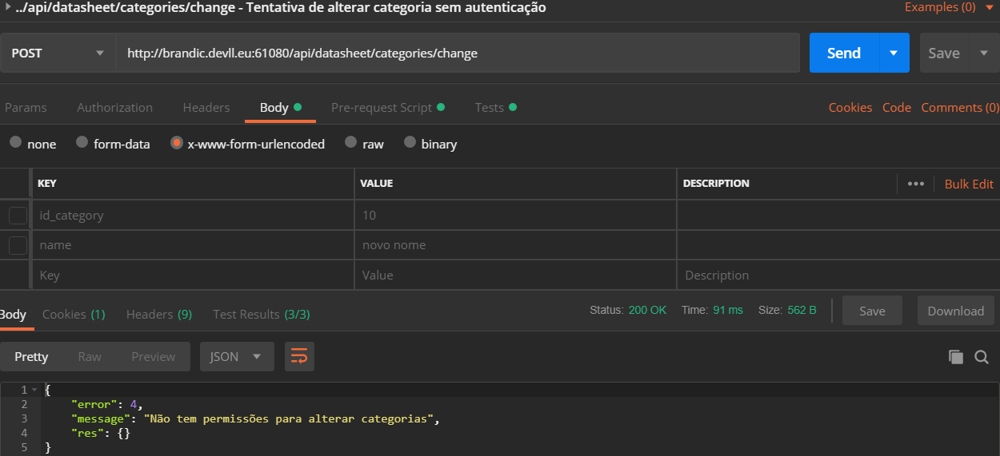 ../api/datasheet/categories/change - Tentativa de alterar categoria sem autenticação Examples (0)
POST http://brandic.devll.eu:61080/api/datasheet/categories/change Send Save
Params Authorization Headers Body Pre-request Script Tests Cookies Code Comments (0)
none form-data x-www-form-urlencoded raw binary
KEY VALUE DESCRIPTION ••• Bulk Edit
id_category 10
name novo nome
Key Value Description
Body Cookies (1) Headers (9) Test Results (3/3) Status: 200 OK Time: 91 ms Size: 562 B Save Download
Pretty Raw Preview JSON
1 {
2 "error": 4,
3 "message": "Não tem permissões para alterar categorias",
4 "res": {}
5 }